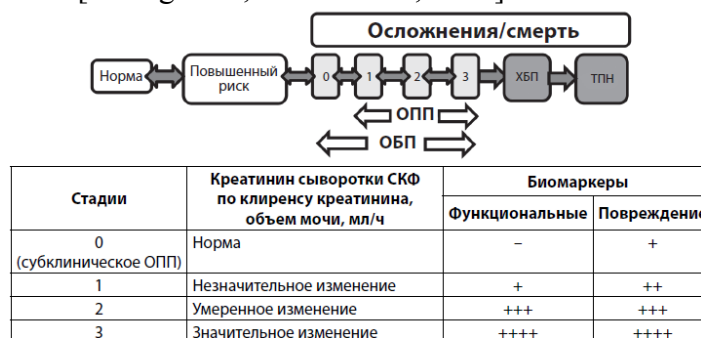 Осложнения/смерть
Норма
Повышенный
риск
0
1
2
3
ХБП
ТПН
ОПП
ОБП
Стадии
Креатинин сыворотки СКФ
по клиренсу креатинина,
объем мочи, мл/ч
Биомаркеры
Функциональные
Повреждение
0
(субклиническое ОПП)
Норма
–
+
1
Незначительное изменение
+
++
2
Умеренное изменение
+++
+++
3
Значительное изменение
++++
++++